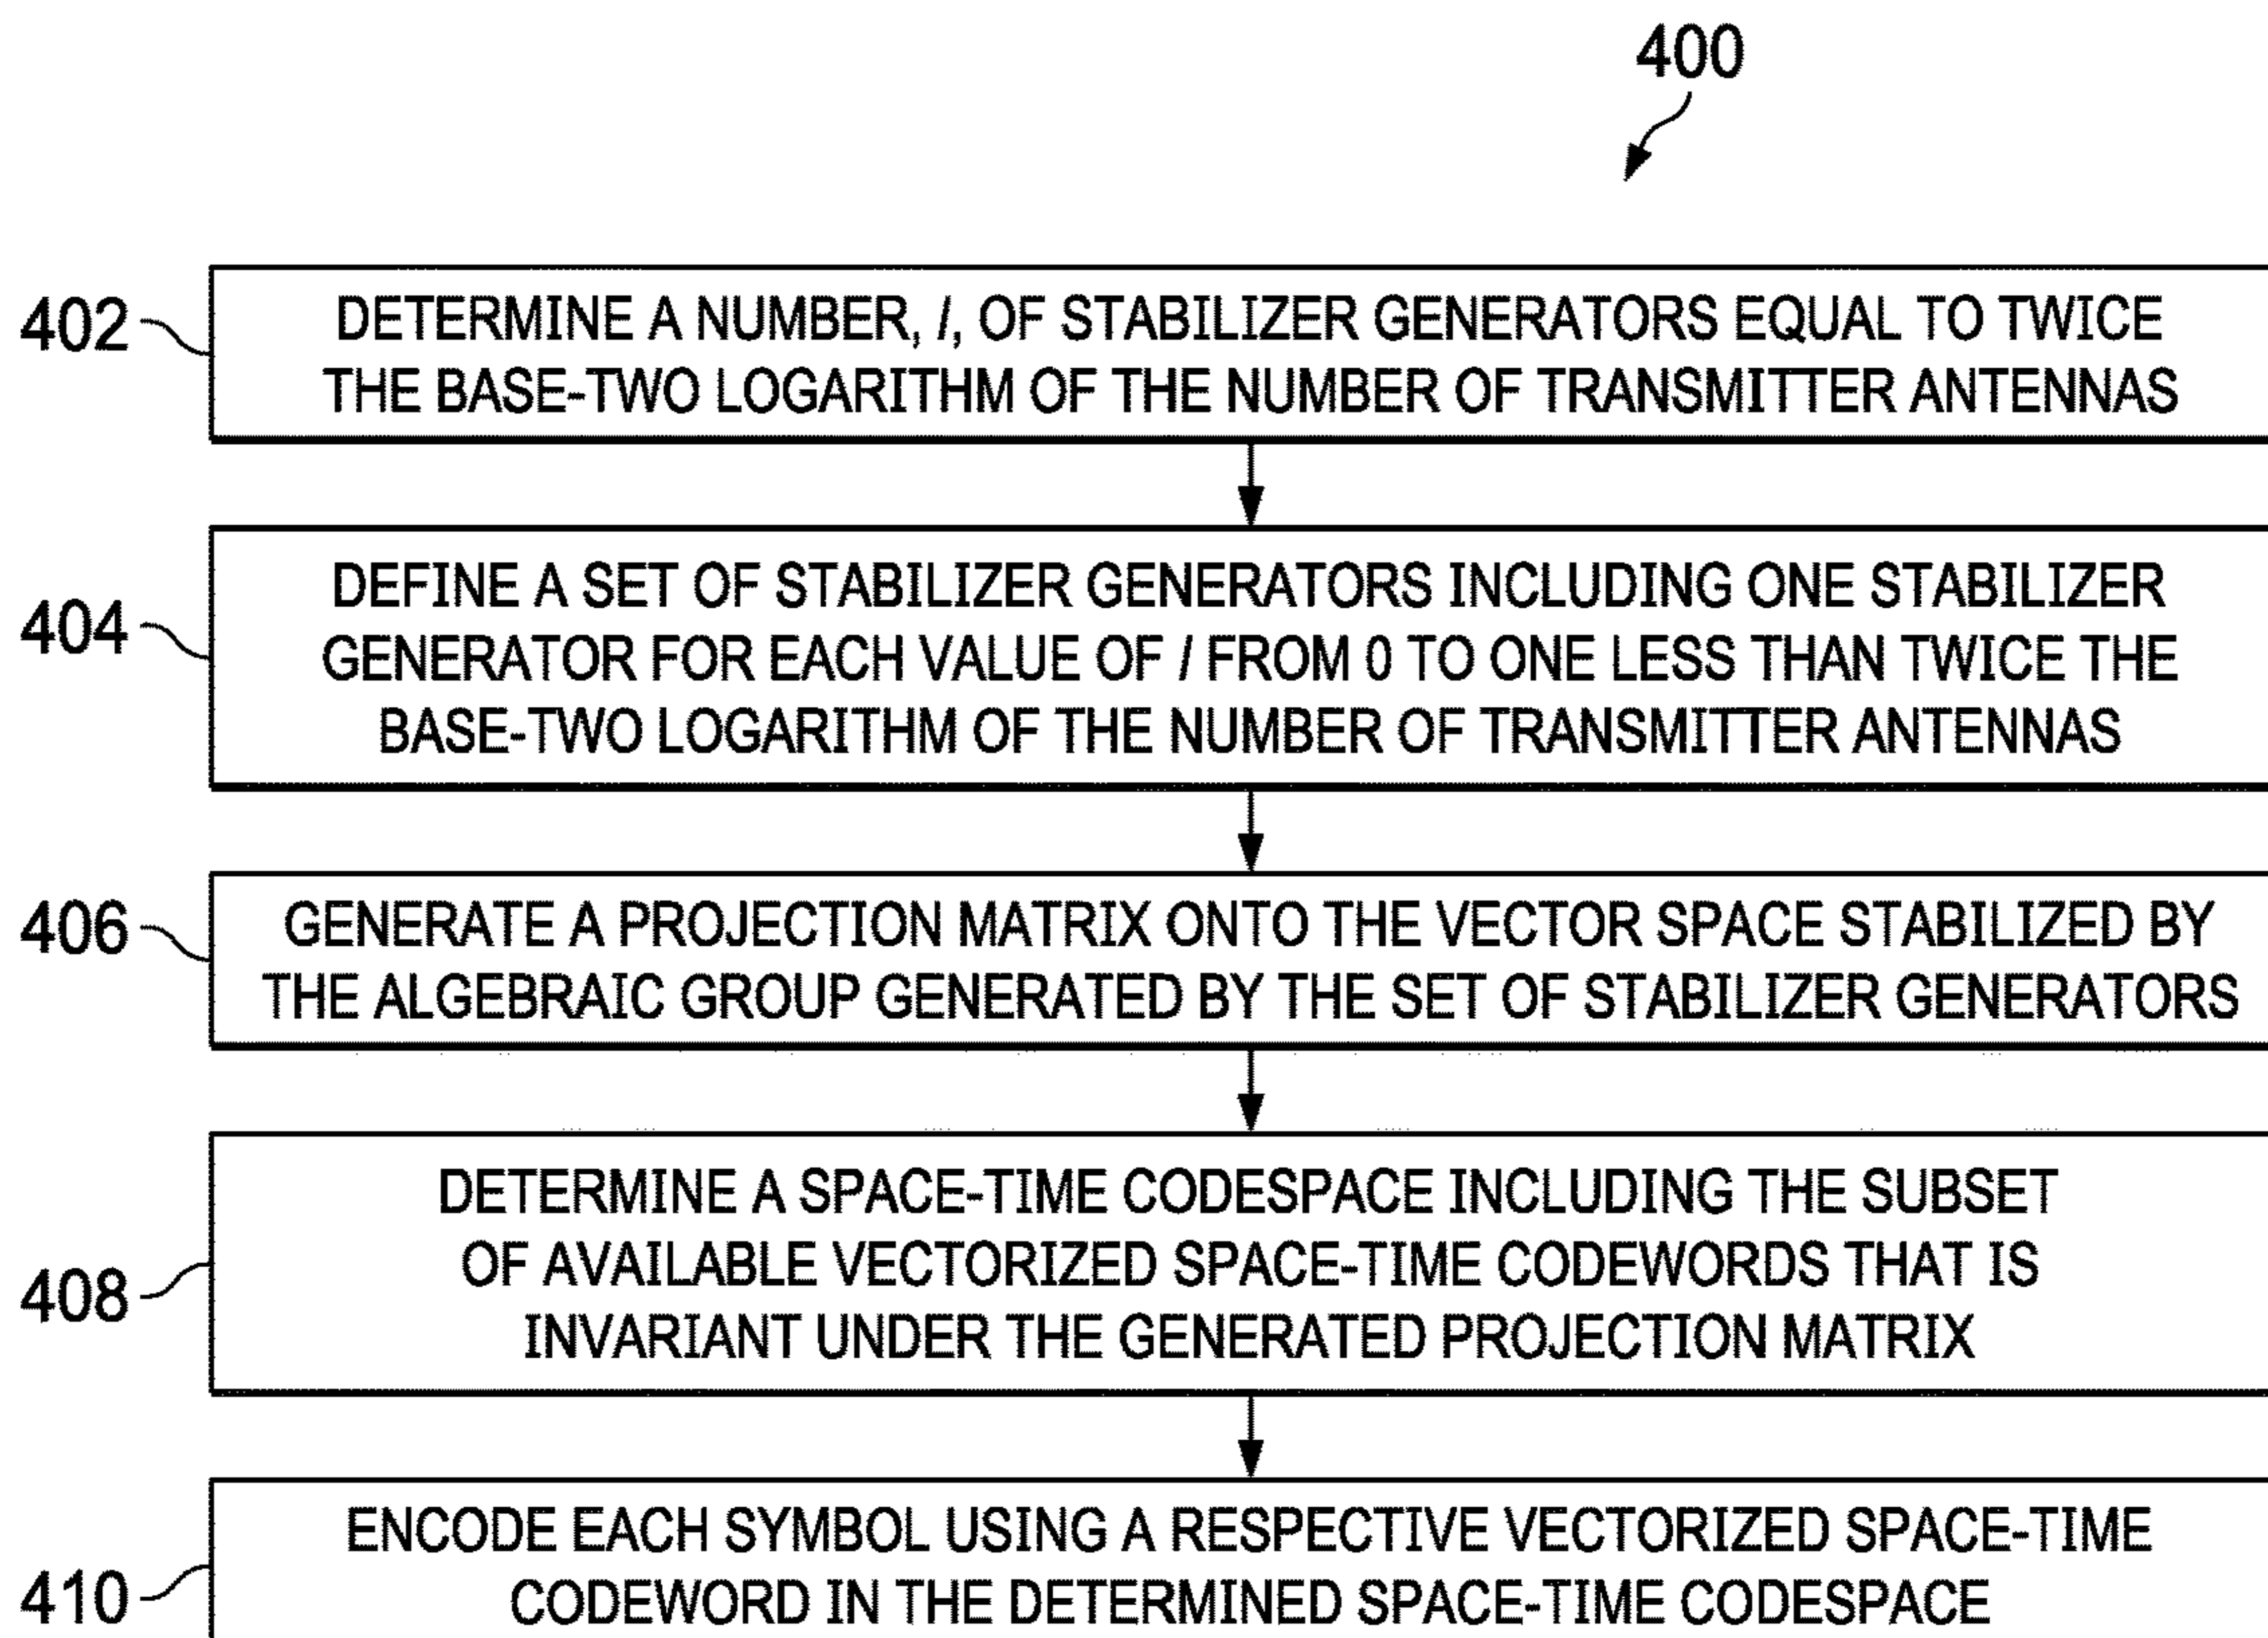 400
402
DETERMINE A NUMBER, l, OF STABILIZER GENERATORS EQUAL TO TWICE
THE BASE-TWO LOGARITHM OF THE NUMBER OF TRANSMITTER ANTENNAS
404
DEFINE A SET OF STABILIZER GENERATORS INCLUDING ONE STABILIZER
GENERATOR FOR EACH VALUE OF l FROM 0 TO ONE LESS THAN TWICE THE
BASE-TWO LOGARITHM OF THE NUMBER OF TRANSMITTER ANTENNAS
406
GENERATE A PROJECTION MATRIX ONTO THE VECTOR SPACE STABILIZED BY
THE ALGEBRAIC GROUP GENERATED BY THE SET OF STABILIZER GENERATORS
408
DETERMINE A SPACE-TIME CODESPACE INCLUDING THE SUBSET
OF AVAILABLE VECTORIZED SPACE-TIME CODEWORDS THAT IS
INVARIANT UNDER THE GENERATED PROJECTION MATRIX
410
ENCODE EACH SYMBOL USING A RESPECTIVE VECTORIZED SPACE-TIME
CODEWORD IN THE DETERMINED SPACE-TIME CODESPACE